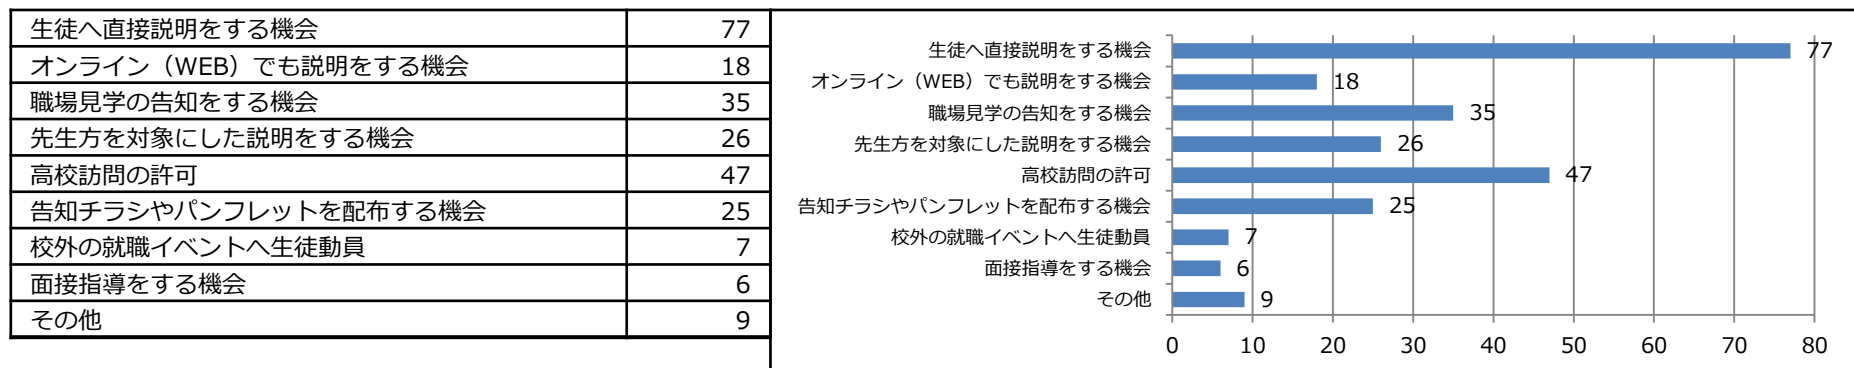 生徒へ直接説明をする機会 77
オンライン（WEB）でも説明をする機会 18
職場見学の告知をする機会 35
先生方を対象にした説明をする機会 26
高校訪問の許可 47
告知チラシやパンフレットを配布する機会 25
校外の就職イベントへ生徒動員 7
面接指導をする機会 6
その他 9
生徒へ直接説明をする機会 77
オンライン（WEB）でも説明をする機会 18
職場見学の告知をする機会 35
先生方を対象にした説明をする機会 26
高校訪問の許可 47
告知チラシやパンフレットを配布する機会 25
校外の就職イベントへ生徒動員 7
面接指導をする機会 6
その他 9
0 10 20 30 40 50 60 70 80